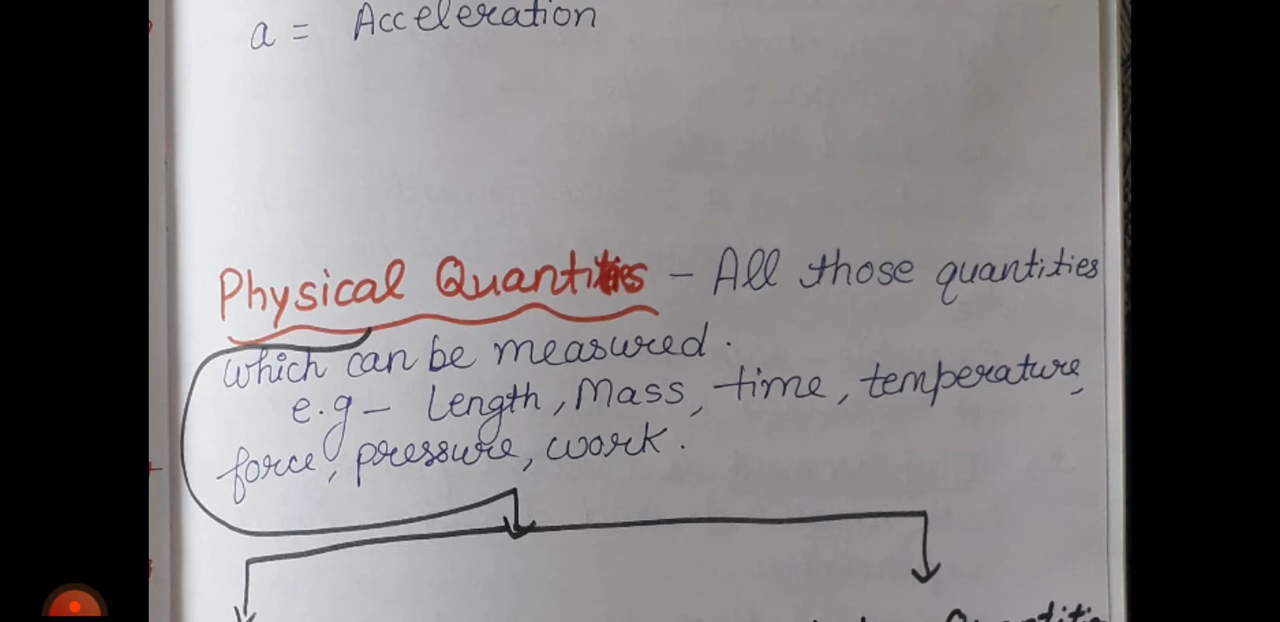 a = Acceleration
Physical Quantities - All those quantities
which can be measured.
e.g - Length, Mass, time, temperature,
force, pressure, work.